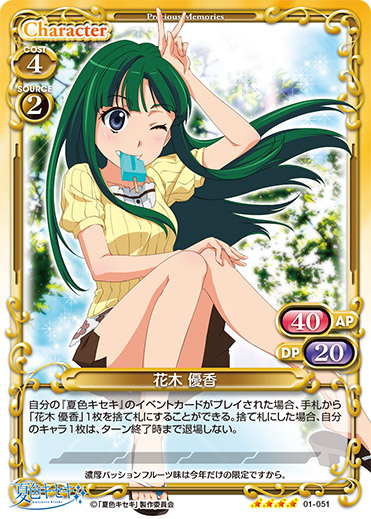 Precious Memories
Character
COST
4
SOURCE
2
40 AP
DP 20
花木 優香
自分の『夏色キセキ』のイベントカードがプレイされた場合、手札から
「花木 優香」1枚を捨て札にすることができる。捨て札にした場合、自分
のキャラ1枚は、ターン終了時まで退場しない。
濃厚パッションフルーツ味は今年だけの限定ですから。
夏色キセキ
©「夏色キセキ」製作委員会
★★★★ 01-051